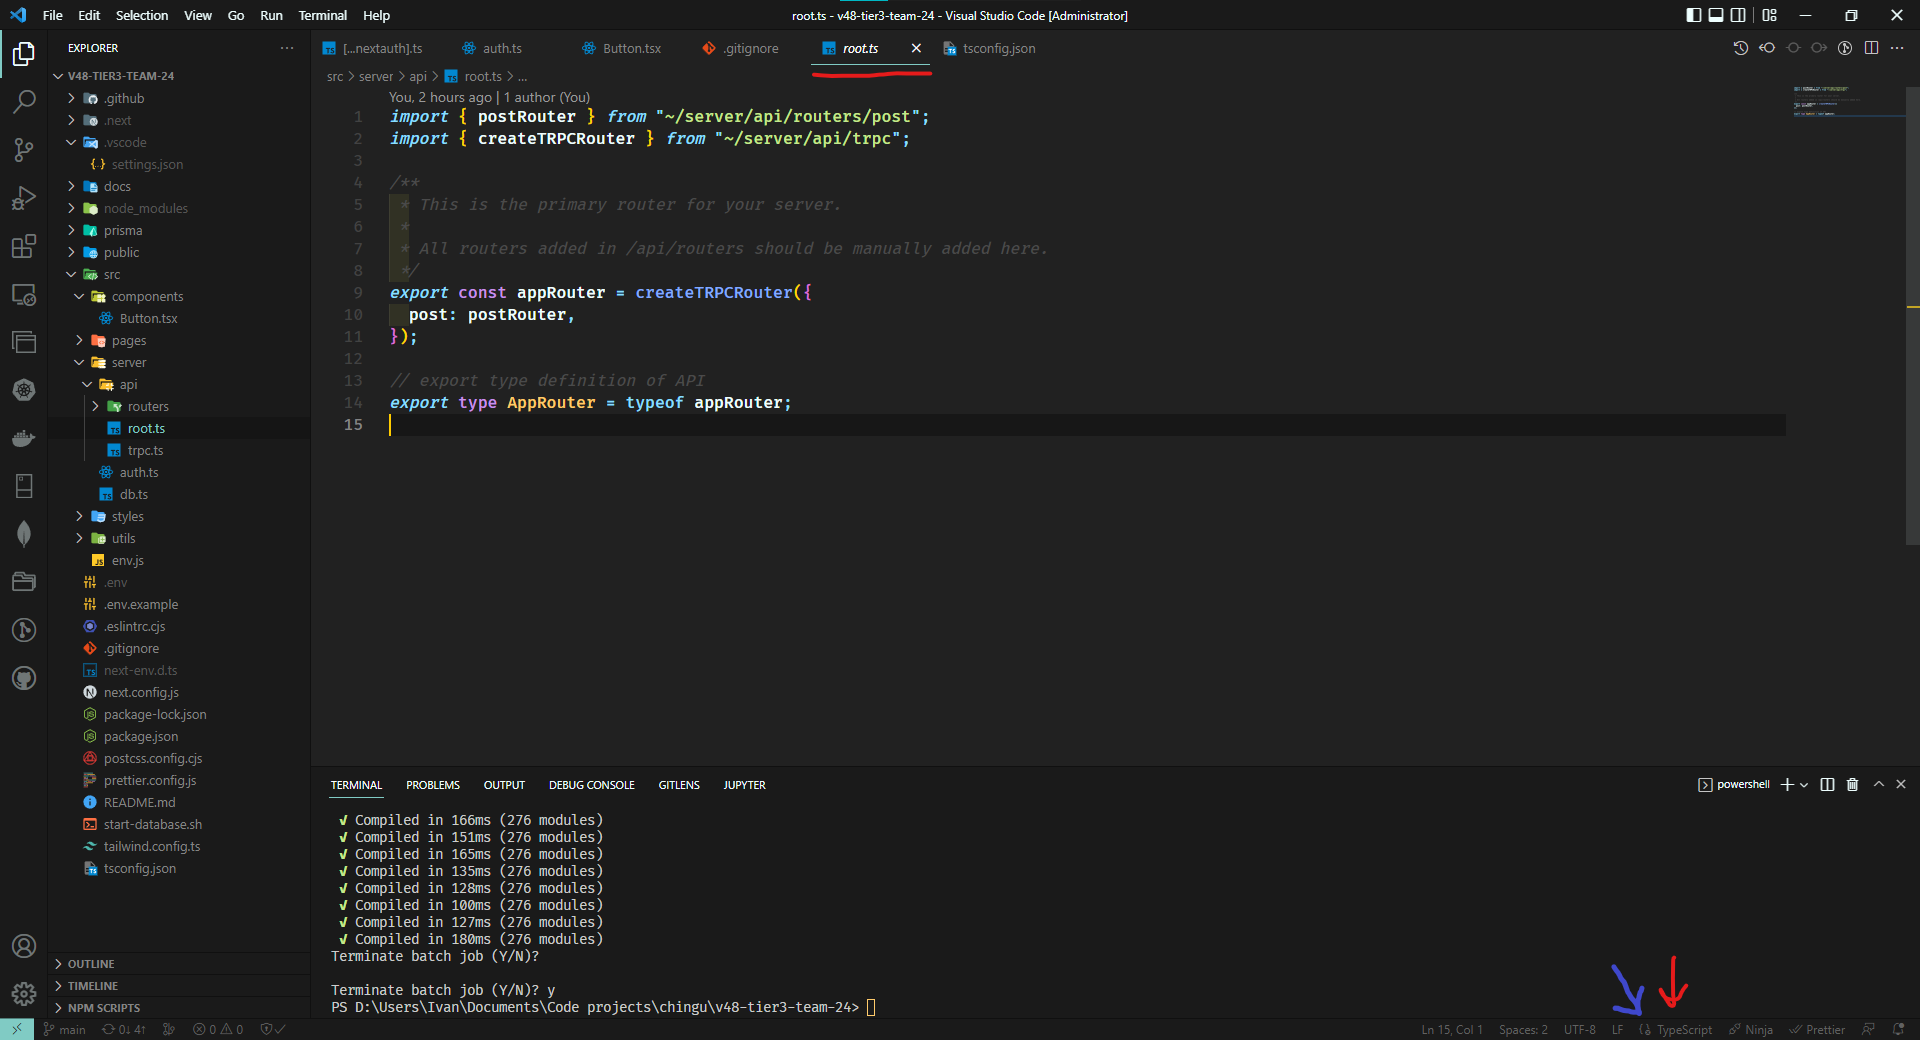 File Edit Selection View Go Run Terminal Help
root.ts - v48-tier3-team-24 - Visual Studio Code [Administrator]
EXPLORER
V48-TIER3-TEAM-24
.github
.next
.vscode
settings.json
docs
node_modules
prisma
public
src
components
Button.tsx
pages
server
api
routers
root.ts
trpc.ts
auth.ts
db.ts
styles
utils
env.js
.env
.env.example
.eslintrc.cjs
.gitignore
next-env.d.ts
next.config.js
package-lock.json
package.json
postcss.config.cjs
prettier.config.js
README.md
start-database.sh
tailwind.config.ts
tsconfig.json
OUTLINE
TIMELINE
NPM SCRIPTS
[...nextauth].ts auth.ts Button.tsx .gitignore root.ts tsconfig.json
src > server > api > root.ts > ...
You, 2 hours ago | 1 author (You)
1 import { postRouter } from "~/server/api/routers/post";
2 import { createTRPCRouter } from "~/server/api/trpc";
3
4 /**
5 * This is the primary router for your server.
6 *
7 * All routers added in /api/routers should be manually added here.
8 */
9 export const appRouter = createTRPCRouter({
10 post: postRouter,
11 });
12
13 // export type definition of API
14 export type AppRouter = typeof appRouter;
15
TERMINAL PROBLEMS OUTPUT DEBUG CONSOLE GITLENS JUPYTER
powershell
√ Compiled in 166ms (276 modules)
√ Compiled in 151ms (276 modules)
√ Compiled in 165ms (276 modules)
√ Compiled in 135ms (276 modules)
√ Compiled in 128ms (276 modules)
√ Compiled in 100ms (276 modules)
√ Compiled in 127ms (276 modules)
√ Compiled in 180ms (276 modules)
Terminate batch job (Y/N)?
Terminate batch job (Y/N)? y
PS D:\Users\Ivan\Documents\Code projects\chingu\v48-tier3-team-24>
main 0↓ 4↑ 0 0
Ln 15, Col 1 Spaces: 2 UTF-8 LF TypeScript Ninja Prettier